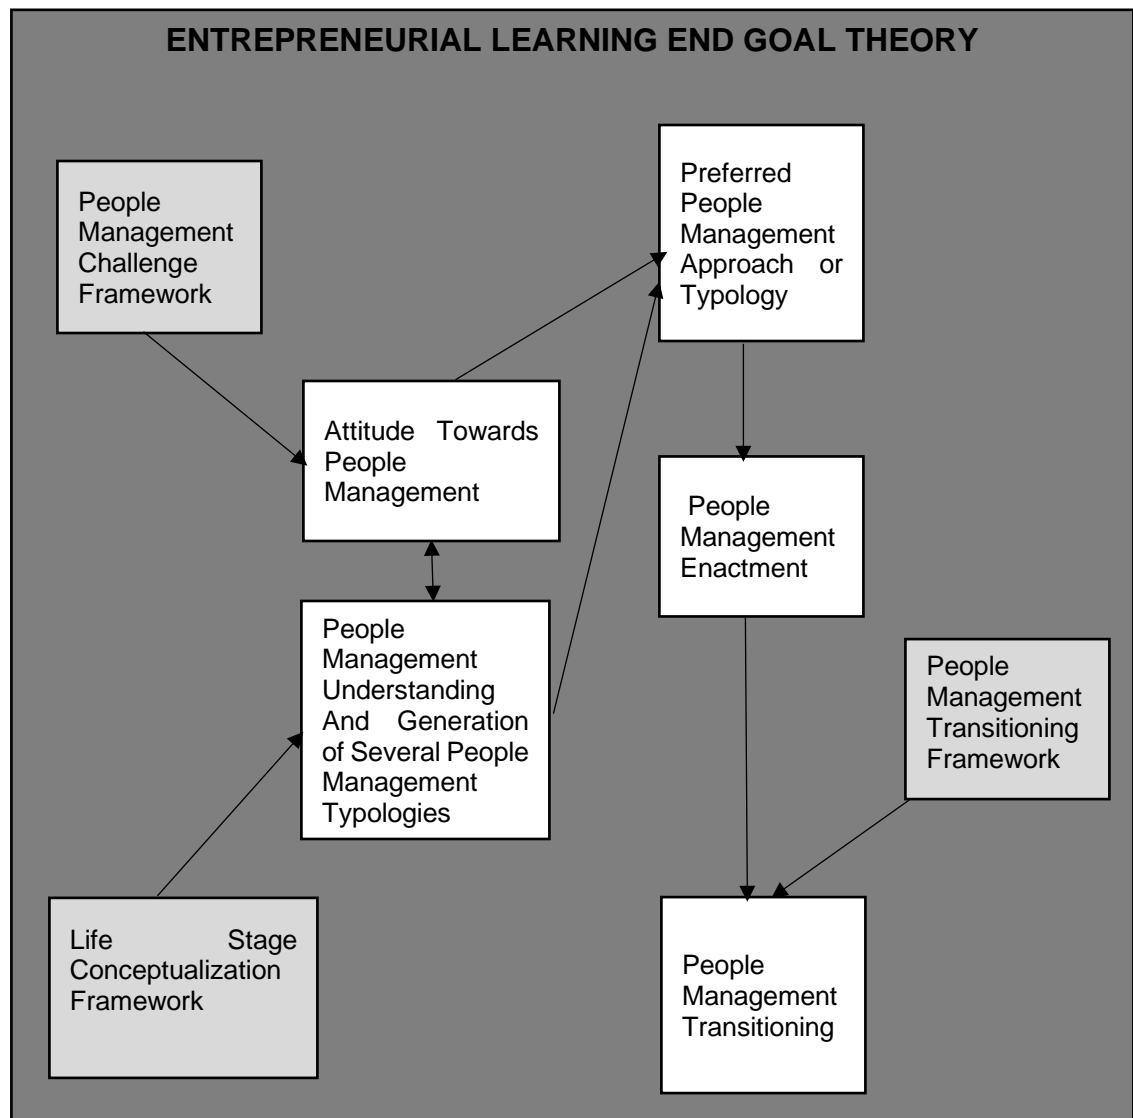 ENTREPRENEURIAL LEARNING END GOAL THEORY
People
Management
Challenge
Framework
Preferred
People
Management
Approach or
Typology
Attitude Towards
People
Management
People
Management
Enactment
People
Management
Understanding
And Generation
of Several People
Management
Typologies
People
Management
Transitioning
Framework
Life Stage
Conceptualization
Framework
People
Management
Transitioning